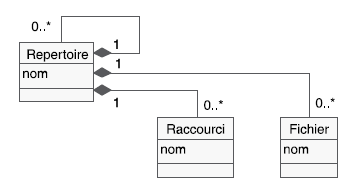 0..*
Repertoire
1
nom
1
1
0..*
0..*
Raccourci
Fichier
nom
nom